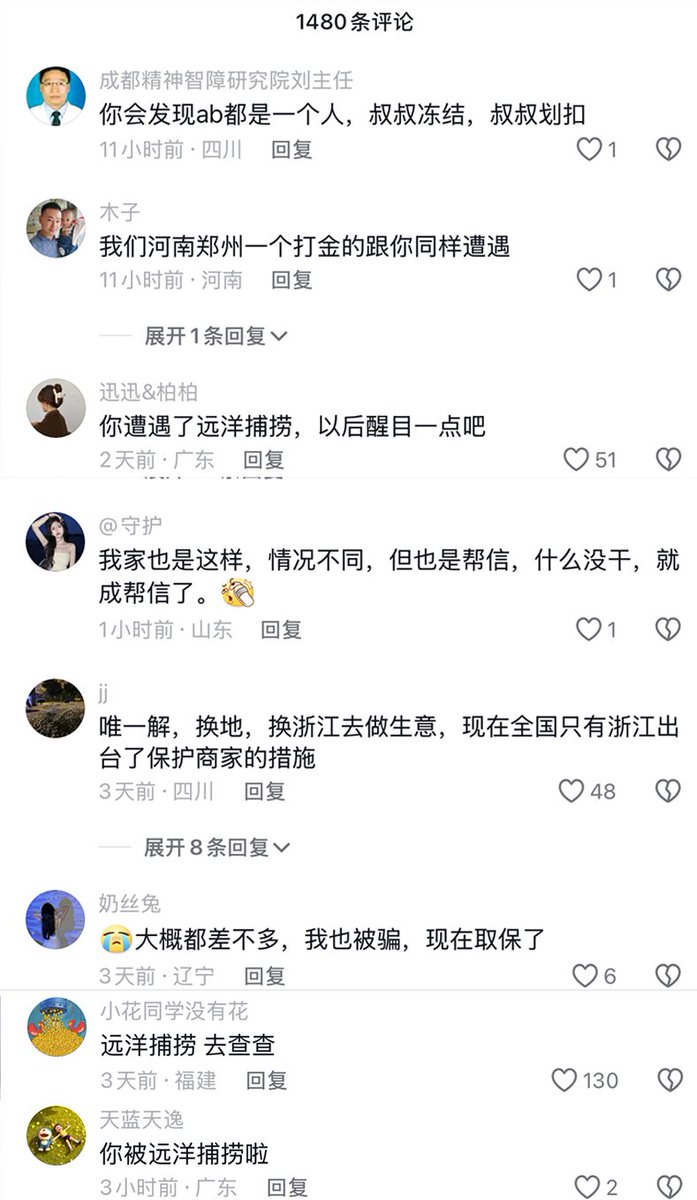 1480条评论
成都精神智障研究院刘主任
你会发现ab都是一个人，叔叔冻结，叔叔划扣
11小时前·四川 回复 1
木子
我们河南郑州一个打金的跟你同样遭遇
11小时前·河南 回复 1
展开1条回复
迅迅&柏柏
你遭遇了远洋捕捞，以后醒目一点吧
2天前·广东 回复 51
@守护
我家也是这样，情况不同，但也是帮信，什么没干，就
成帮信了。
1小时前·山东 回复 1
jj
唯一解，换地，换浙江去做生意，现在全国只有浙江出
台了保护商家的措施
3天前·四川 回复 48
展开8条回复
奶丝兔
大概都差不多，我也被骗，现在取保了
3天前·辽宁 回复 6
小花同学没有花
远洋捕捞 去查查
3天前·福建 回复 130
天蓝天逸
你被远洋捕捞啦
3小时前·广东 回复 2